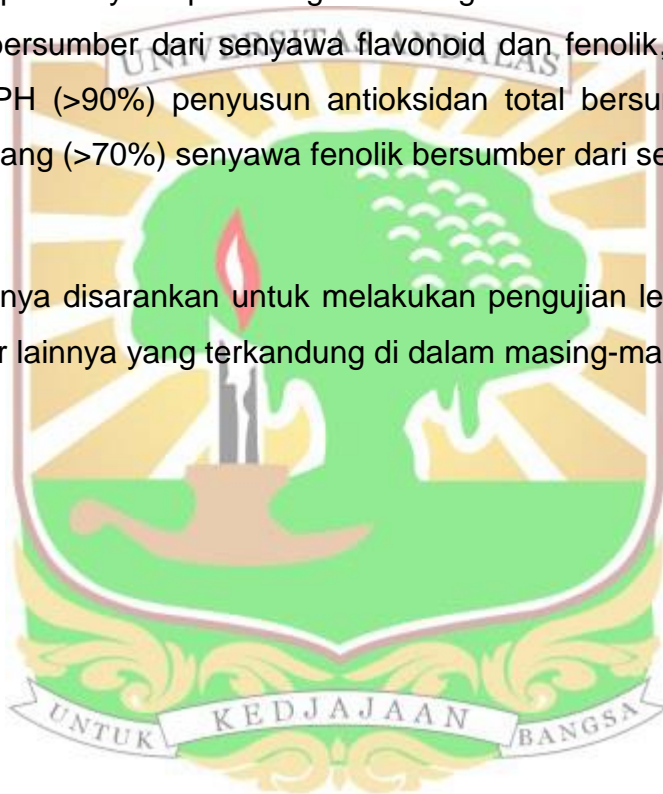 bersumber dari senyawa flavonoid dan fenolik,
UNIVERSITAS ANDALAS
PH (>90%) penyusun antioksidan total bersu
ang (>70%) senyawa fenolik bersumber dari se
nya disarankan untuk melakukan pengujian le
r lainnya yang terkandung di dalam masing-ma
UNTUK KEDJAJAAN BANGSA